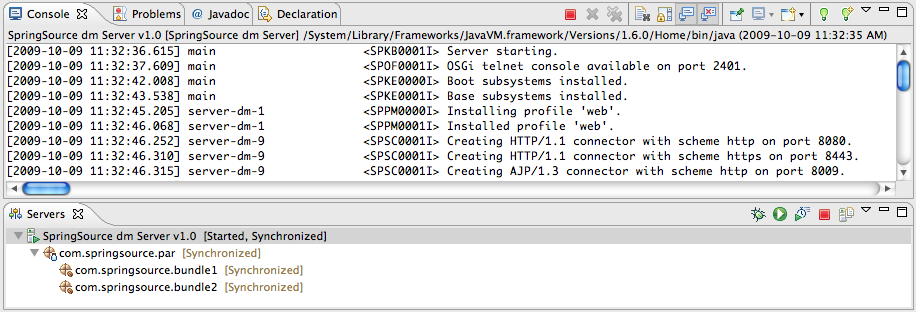 Console Problems Javadoc Declaration
SpringSource dm Server v1.0 [SpringSource dm Server] /System/Library/Frameworks/JavaVM.framework/Versions/1.6.0/Home/bin/java (2009-10-09 11:32:35 AM)
[2009-10-09 11:32:36.615] main <SPKB0001I> Server starting.
[2009-10-09 11:32:37.609] main <SPOF0001I> OSGi telnet console available on port 2401.
[2009-10-09 11:32:42.008] main <SPKE0000I> Boot subsystems installed.
[2009-10-09 11:32:43.538] main <SPKE0001I> Base subsystems installed.
[2009-10-09 11:32:45.205] server-dm-1 <SPPM0000I> Installing profile 'web'.
[2009-10-09 11:32:46.068] server-dm-1 <SPPM0001I> Installed profile 'web'.
[2009-10-09 11:32:46.252] server-dm-9 <SPSC0001I> Creating HTTP/1.1 connector with scheme http on port 8080.
[2009-10-09 11:32:46.310] server-dm-9 <SPSC0001I> Creating HTTP/1.1 connector with scheme https on port 8443.
[2009-10-09 11:32:46.315] server-dm-9 <SPSC0001I> Creating AJP/1.3 connector with scheme http on port 8009.
Servers
SpringSource dm Server v1.0 [Started, Synchronized]
com.springsource.par [Synchronized]
com.springsource.bundle1 [Synchronized]
com.springsource.bundle2 [Synchronized]